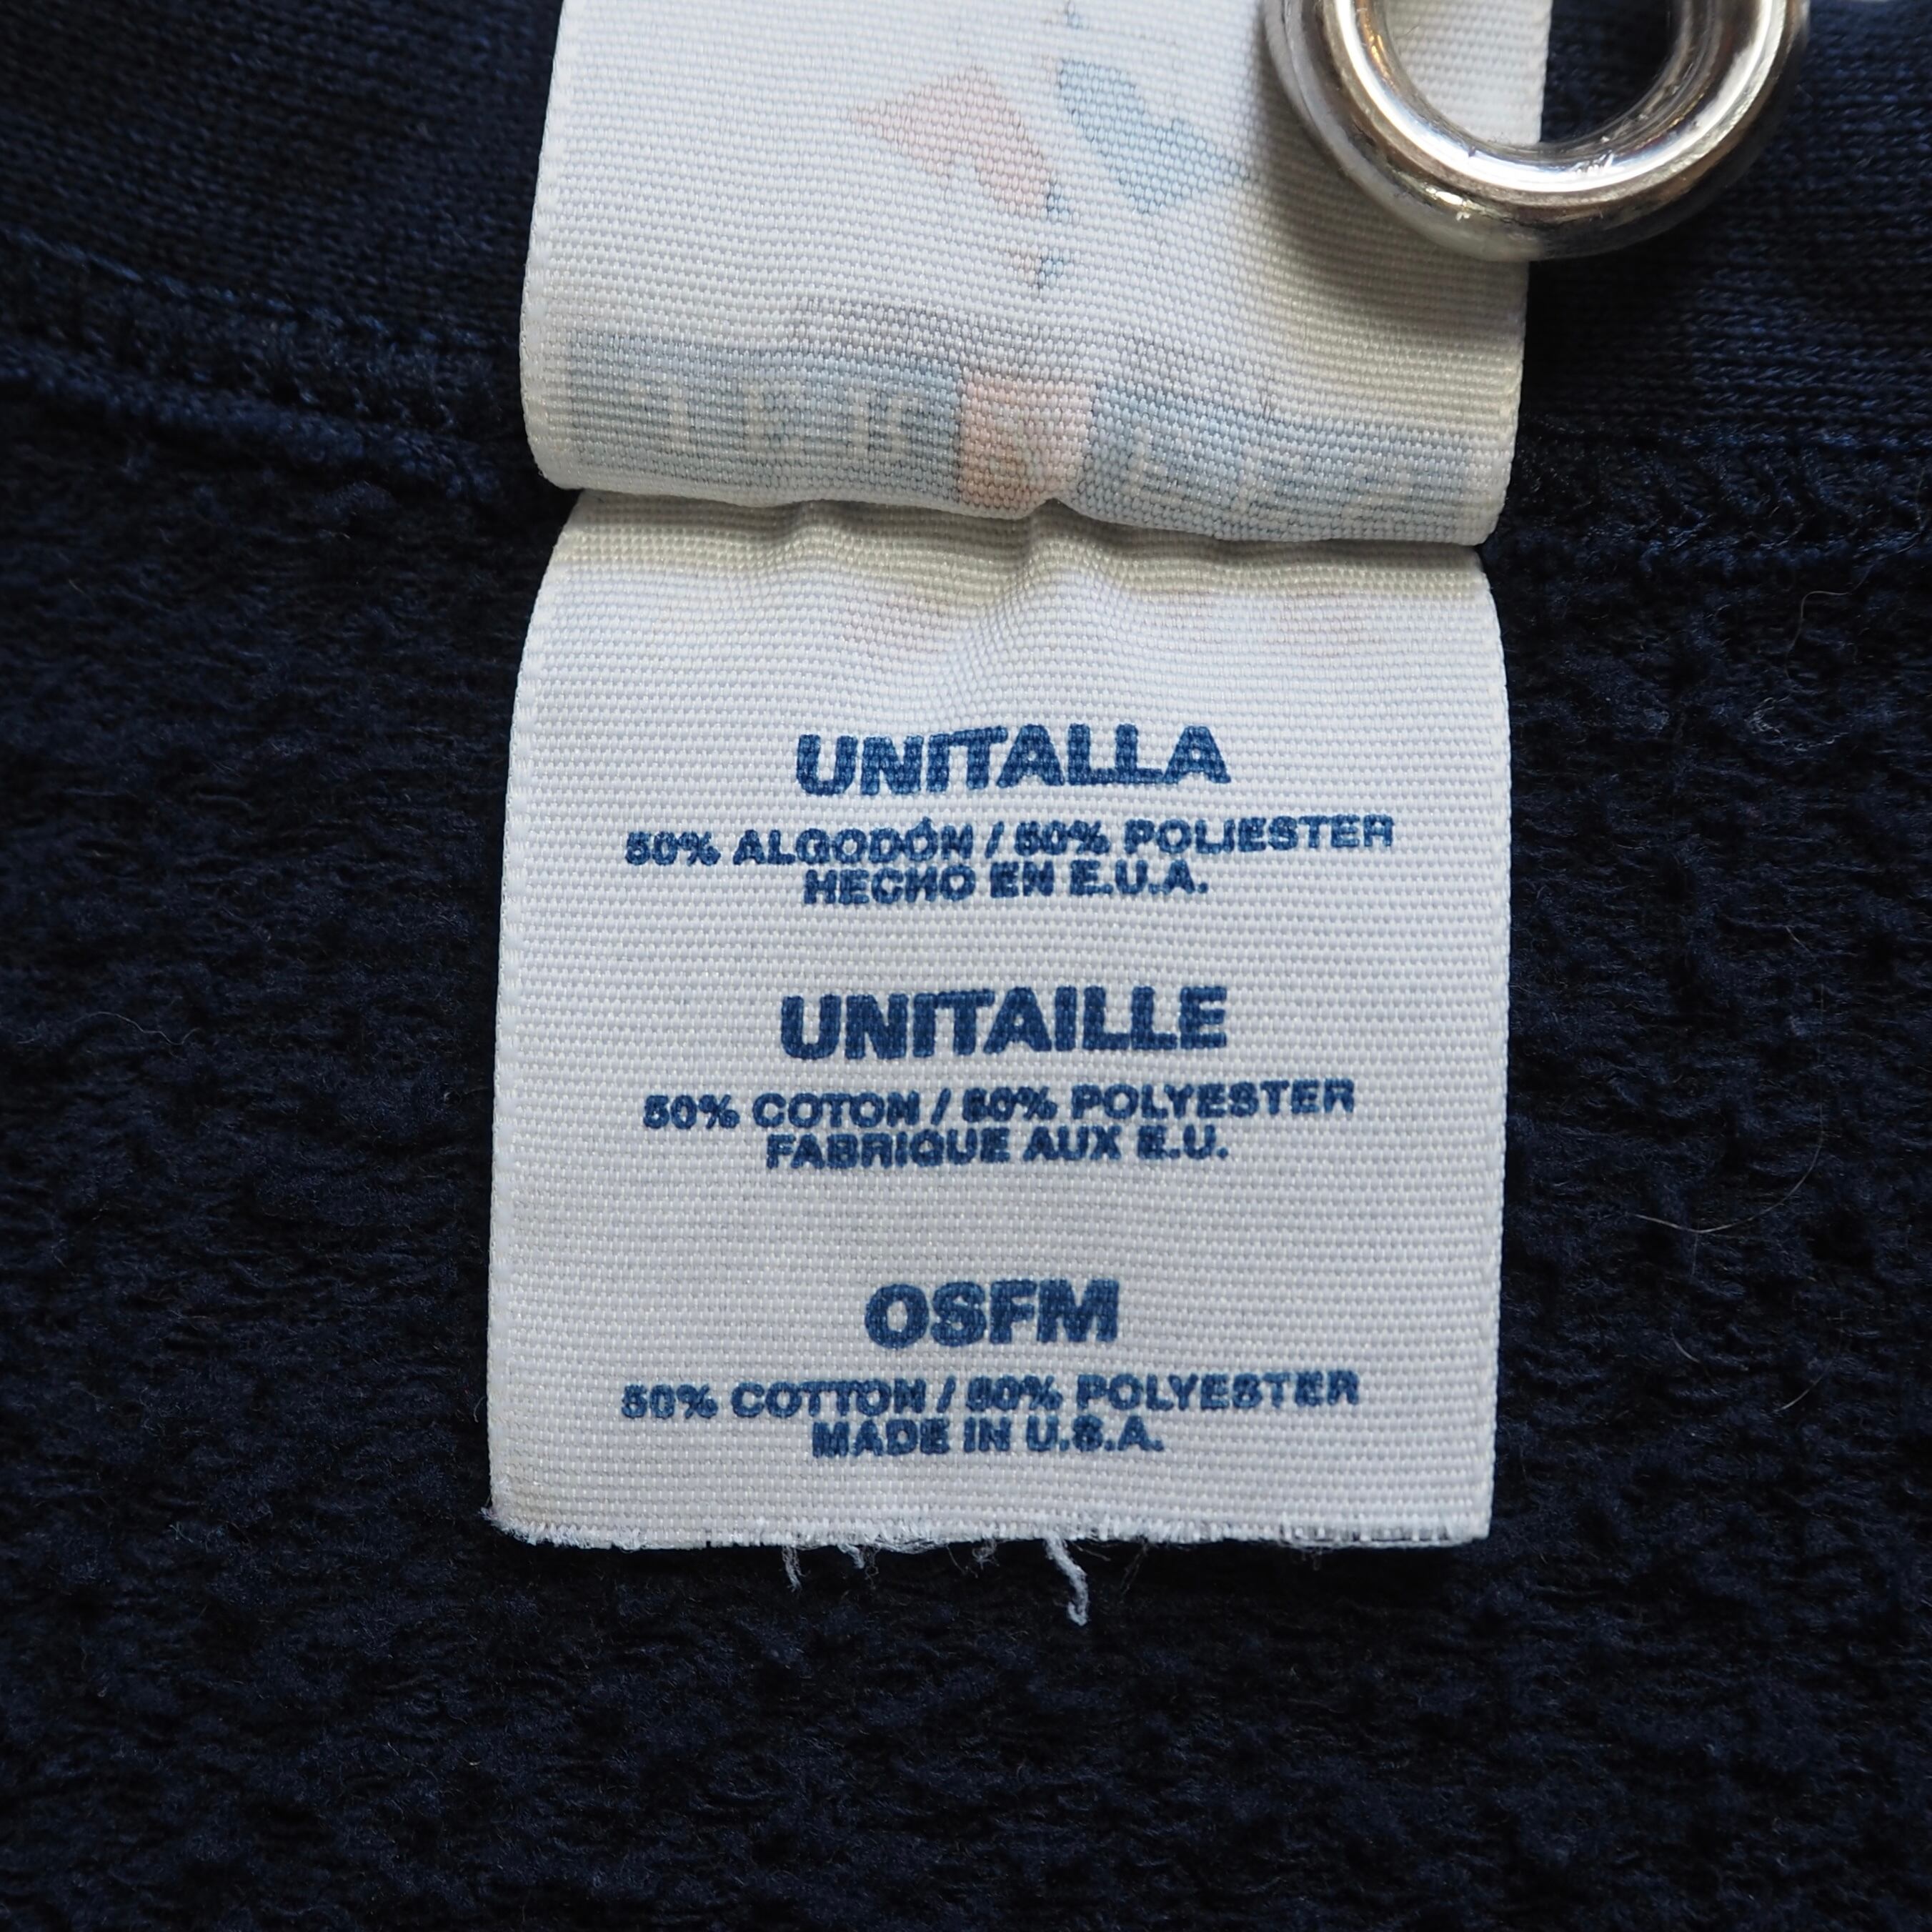 UNITALLA
50% ALGODÓN / 50% POLIESTER
HECHO EN E.U.A.
UNITAILLE
50% COTON / 50% POLYESTER
FABRIQUE AUX E.U.
OSFM
50% COTTON / 50% POLYESTER
MADE IN U.S.A.